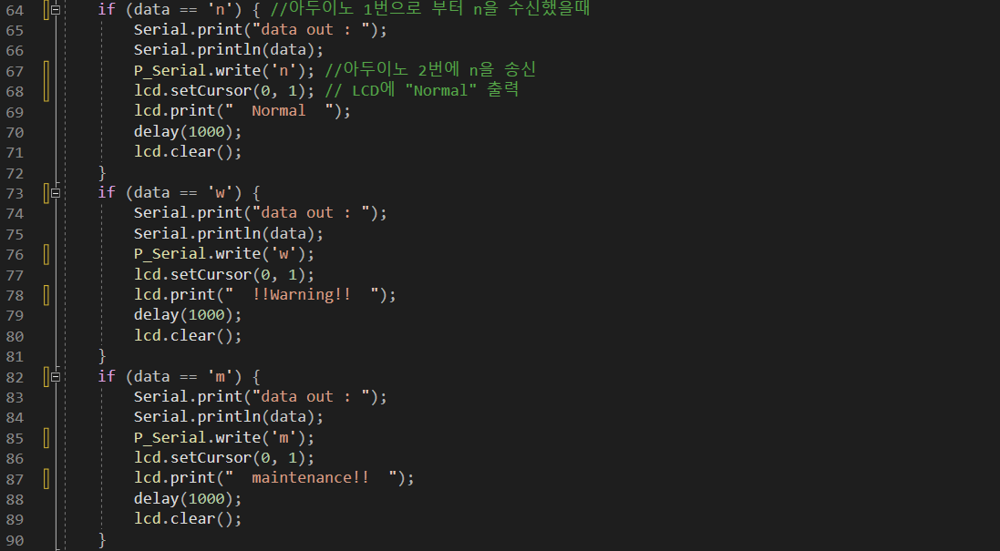 64 if (data == 'n') { //아두이노 1번으로 부터 n을 수신했을때
65 Serial.print("data out : ");
66 Serial.println(data);
67 P_Serial.write('n'); //아두이노 2번에 n을 송신
68 lcd.setCursor(0, 1); // LCD에 "Normal" 출력
69 lcd.print("  Normal  ");
70 delay(1000);
71 lcd.clear();
72 }
73 if (data == 'w') {
74 Serial.print("data out : ");
75 Serial.println(data);
76 P_Serial.write('w');
77 lcd.setCursor(0, 1);
78 lcd.print("  !!Warning!!  ");
79 delay(1000);
80 lcd.clear();
81 }
82 if (data == 'm') {
83 Serial.print("data out : ");
84 Serial.println(data);
85 P_Serial.write('m');
86 lcd.setCursor(0, 1);
87 lcd.print("  maintenance!!  ");
88 delay(1000);
89 lcd.clear();
90 }